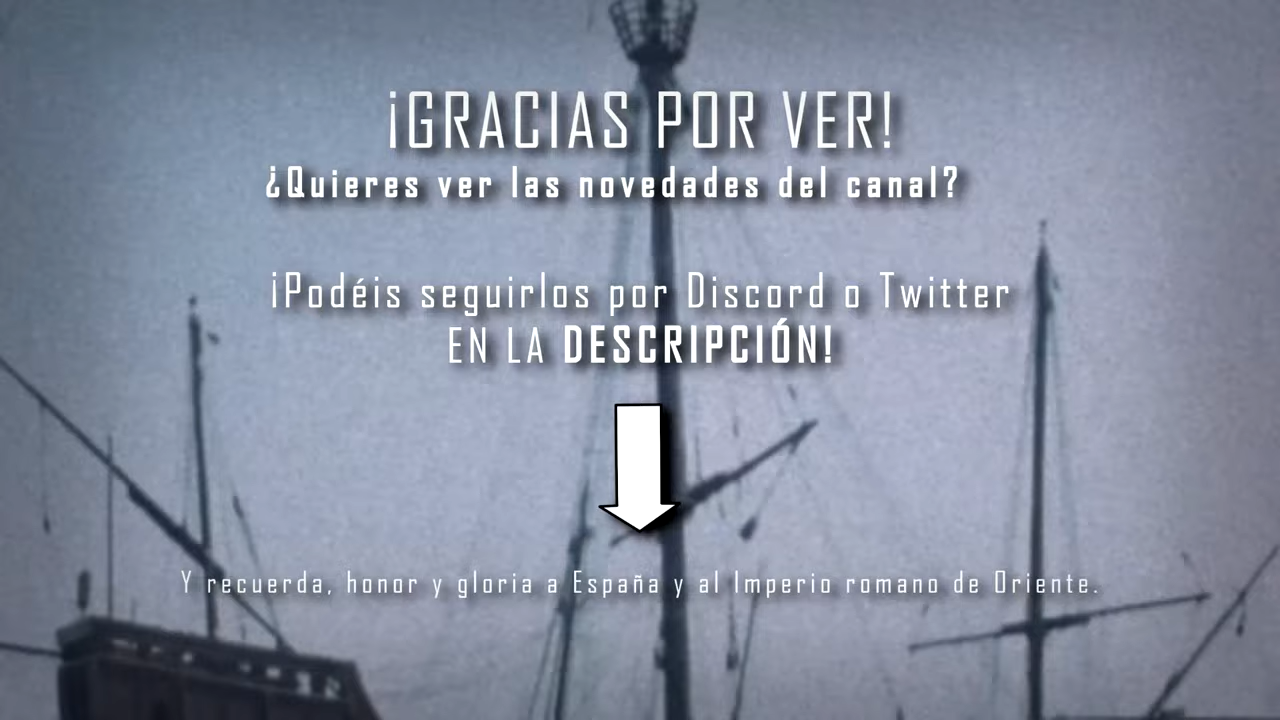 ¡GRACIAS POR VER!
¿Quieres ver las novedades del canal?
¡Podéis seguirlos por Discord o Twitter
EN LA DESCRIPCIÓN!
Y recuerda, honor y gloria a España y al Imperio romano de Oriente.